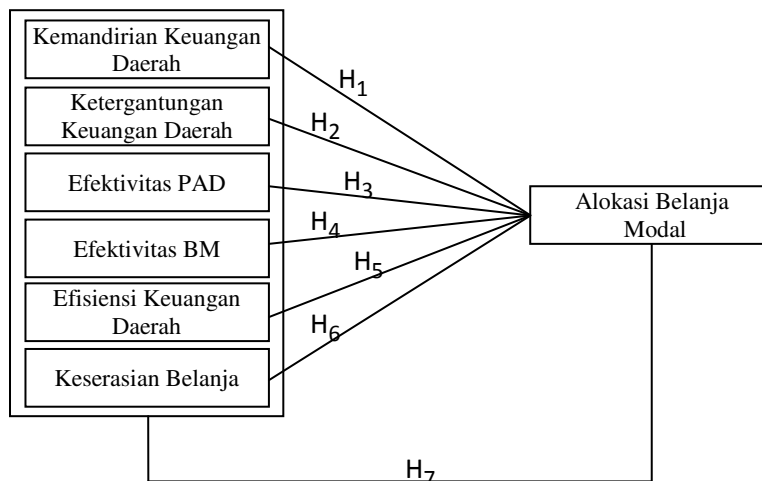 Kemandirian Keuangan
Daerah
Ketergantungan
Keuangan Daerah
Efektivitas PAD
Efektivitas BM
Efisiensi Keuangan
Daerah
Keserasian Belanja
H1
H2
H3
H4
H5
H6
Alokasi Belanja
Modal
H7